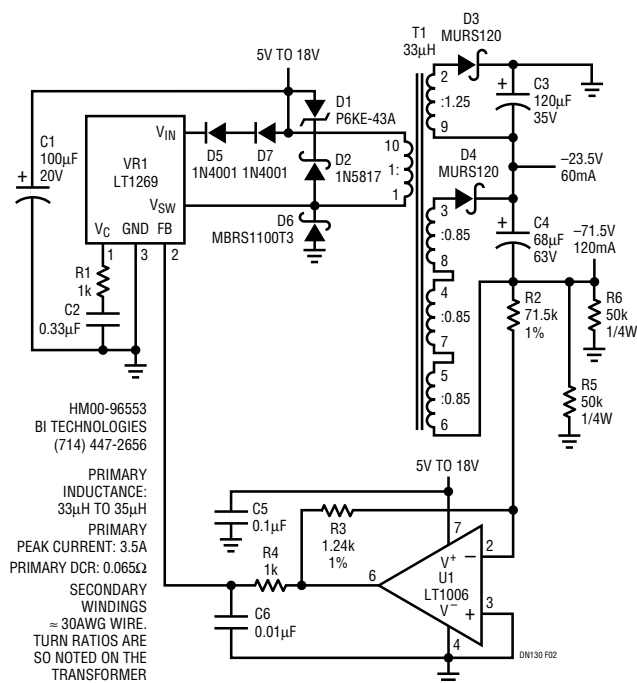 D3
MURS120
T1
33µH
5V TO 18V
2
:1.25
9
+
C3
120µF
35V
D1
P6KE-43A
VIN
D5
1N4001
D7
1N4001
10
1:
1
C1
100µF
20V
+
VR1
LT1269
D2
1N5817
D4
MURS120
–23.5V
60mA
VSW
VC
GND
FB
1
3
2
D6
MBRS1100T3
3
:0.85
8
+
C4
68µF
63V
–71.5V
120mA
R1
1k
C2
0.33µF
4
:0.85
7
R2
71.5k
1%
R6
50k
1/4W
5
:0.85
6
R5
50k
1/4W
HM00-96553
BI TECHNOLOGIES
(714) 447-2656
PRIMARY
INDUCTANCE:
33µH TO 35µH
PRIMARY
PEAK CURRENT: 3.5A
PRIMARY DCR: 0.065Ω
SECONDARY
WINDINGS
≈ 30AWG WIRE.
TURN RATIOS ARE
SO NOTED ON THE
TRANSFORMER
5V TO 18V
C5
0.1µF
R3
1.24k
1%
R4
1k
C6
0.01µF
7
V+
–
2
6
U1
LT1006
V–
+
3
4
DN130 F02